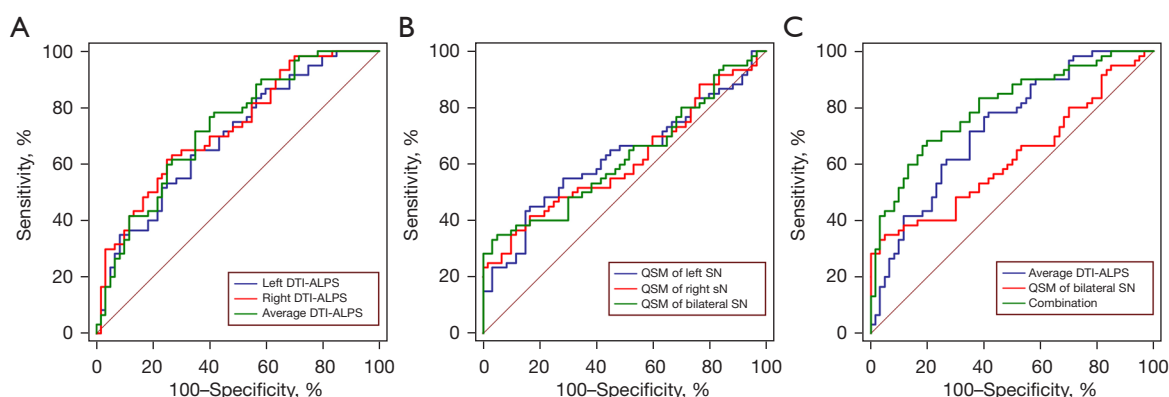 A
100
80
60
40
20
0
Sensitivity, %
0 20 40 60 80 100
100–Specificity, %
Left DTI-ALPS
Right DTI-ALPS
Average DTI-ALPS
B
100
80
60
40
20
0
Sensitivity, %
0 20 40 60 80 100
100–Specificity, %
QSM of left SN
QSM of right sN
QSM of bilateral SN
C
100
80
60
40
20
0
Sensitivity, %
0 20 40 60 80 100
100–Specificity, %
Average DTI-ALPS
QSM of bilateral SN
Combination